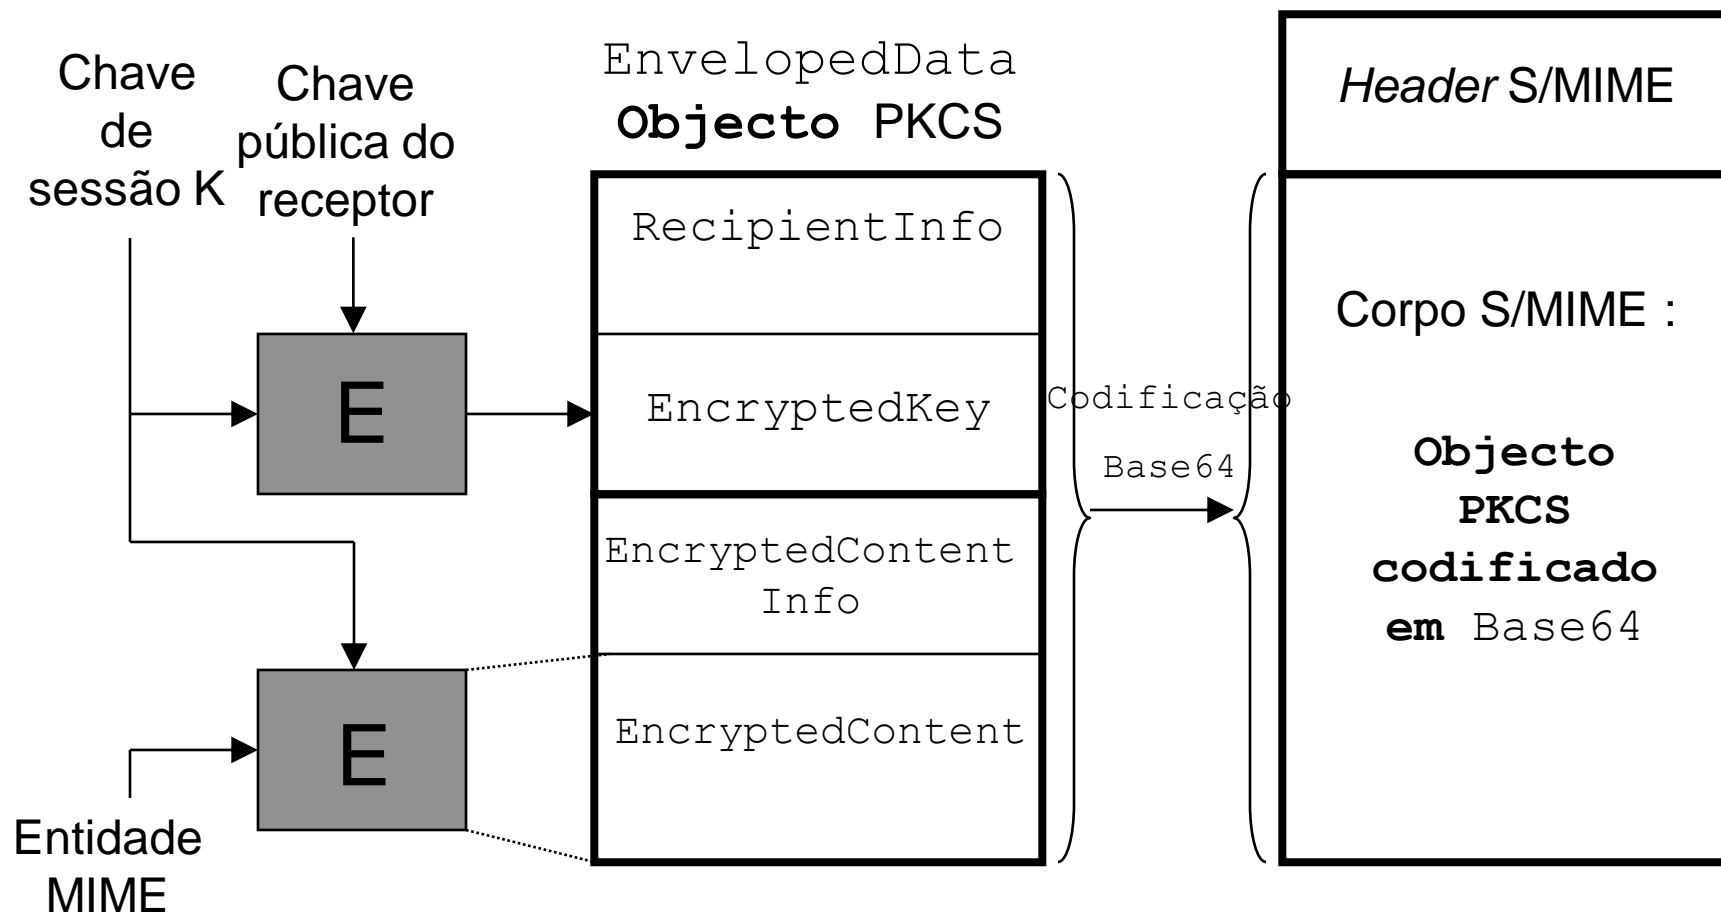 Chave
de
sessão K
Chave
pública do
receptor
EnvelopedData
Objecto PKCS
RecipientInfo
EncryptedKey
EncryptedContent
Info
EncryptedContent
E
E
Entidade
MIME
Codificação
Base64
Header S/MIME
Corpo S/MIME :
Objecto
PKCS
codificado
em Base64